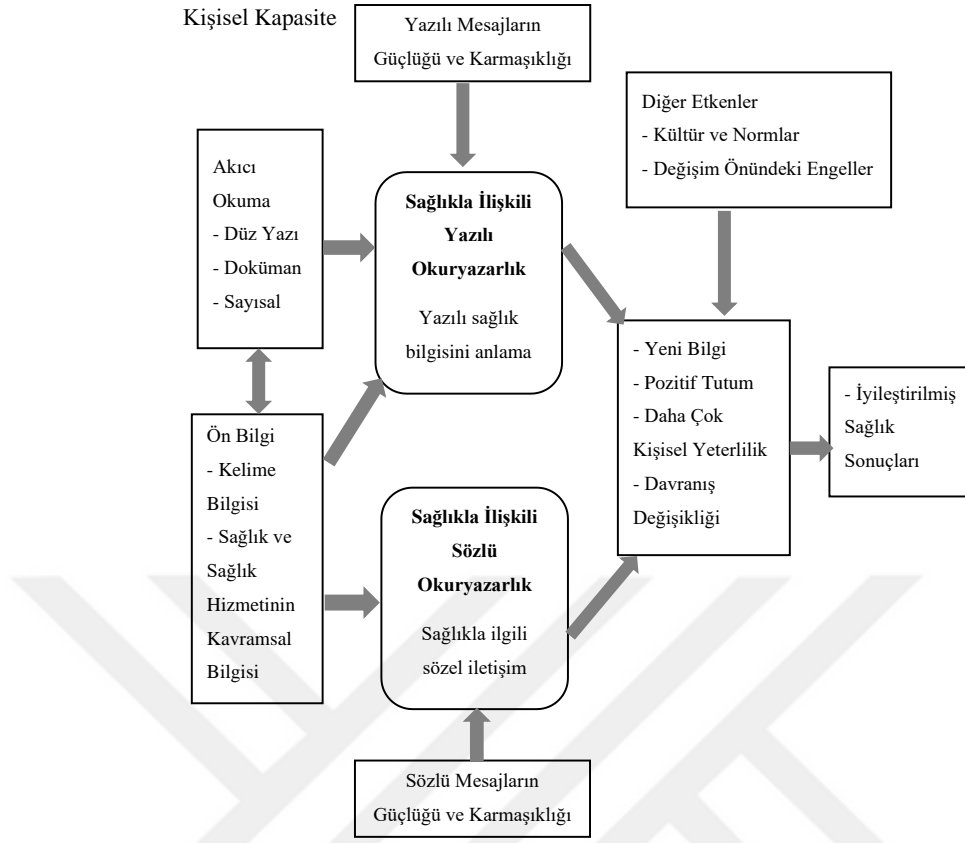 Kişisel Kapasite
Yazılı Mesajların
Güçlüğü ve Karmaşıklığı
Diğer Etkenler
- Kültür ve Normlar
- Değişim Önündeki Engeller
Akıcı
Okuma
- Düz Yazı
- Doküman
- Sayısal
Sağlıkla İlişkili
Yazılı
Okuryazarlık
Yazılı sağlık
bilgisini anlama
- Yeni Bilgi
- Pozitif Tutum
- Daha Çok
Kişisel Yeterlilik
- Davranış
Değişikliği
- İyileştirilmiş
Sağlık
Sonuçları
Ön Bilgi
- Kelime
Bilgisi
- Sağlık ve
Sağlık
Hizmetinin
Kavramsal
Bilgisi
Sağlıkla İlişkili
Sözlü
Okuryazarlık
Sağlıkla ilgili
sözel iletişim
Sözlü Mesajların
Güçlüğü ve Karmaşıklığı